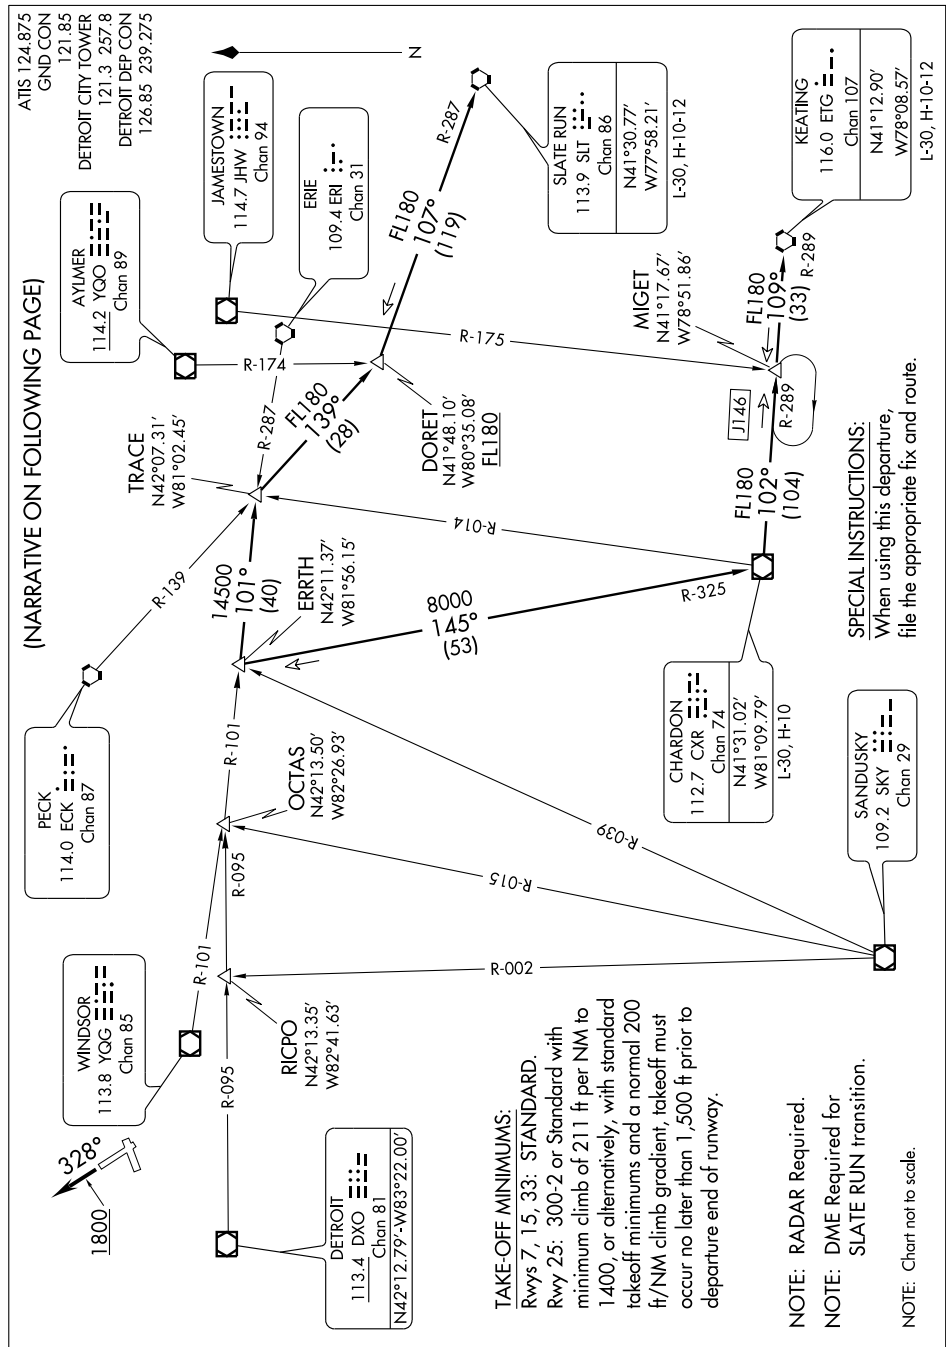 (NARRATIVE ON FOLLOWING PAGE)
ATIS 124.875
GND CON
121.85
DETROIT CITY TOWER
121.3 257.8
DETROIT DEP CON
126.85 239.275
328°
1800
WINDSOR
113.8 YQG
Chan 85
PECK
114.0 ECK
Chan 87
AYLMER
114.2 YQO
Chan 89
JAMESTOWN
114.7 JHW
Chan 94
ERIE
109.4 ERI
Chan 31
N
R-139
TRACE
N42°07.31'
W81°02.45'
R-174
R-287
R-101
R-101
14500
101°
(40)
FL180
139°
(28)
FL180
107°
(119)
R-287
R-095
R-095
RICPO
N42°13.35'
W82°41.63'
OCTAS
N42°13.50'
W82°26.93'
ERRTH
N42°11.37'
W81°56.15'
DORET
N41°48.10'
W80°35.08'
FL180
SLATE RUN
113.9 SLT
Chan 86
N41°30.77'
W77°58.21'
L-30, H-10-12
DETROIT
113.4 DXO
Chan 81
N42°12.79'-W83°22.00'
R-002
R-015
R-039
8000
145°
(53)
R-014
R-175
R-325
CHARDON
112.7 CXR
Chan 74
N41°31.02'
W81°09.79'
L-30, H-10
MIGET
N41°17.67'
W78°51.86'
J146
R-289
FL180
102°
(104)
FL180
109°
(33)
R-289
KEATING
116.0 ETG
Chan 107
N41°12.90'
W78°08.57'
L-30, H-10-12
SANDUSKY
109.2 SKY
Chan 29
TAKE-OFF MINIMUMS:
Rwys 7, 15, 33: STANDARD.
Rwy 25: 300-2 or Standard with
minimum climb of 211 ft per NM to
1400, or alternatively, with standard
takeoff minimums and a normal 200
ft/NM climb gradient, takeoff must
occur no later than 1,500 ft prior to
departure end of runway.
SPECIAL INSTRUCTIONS:
When using this departure,
file the appropriate fix and route.
NOTE: RADAR Required.
NOTE: DME Required for
SLATE RUN transition.
NOTE: Chart not to scale.